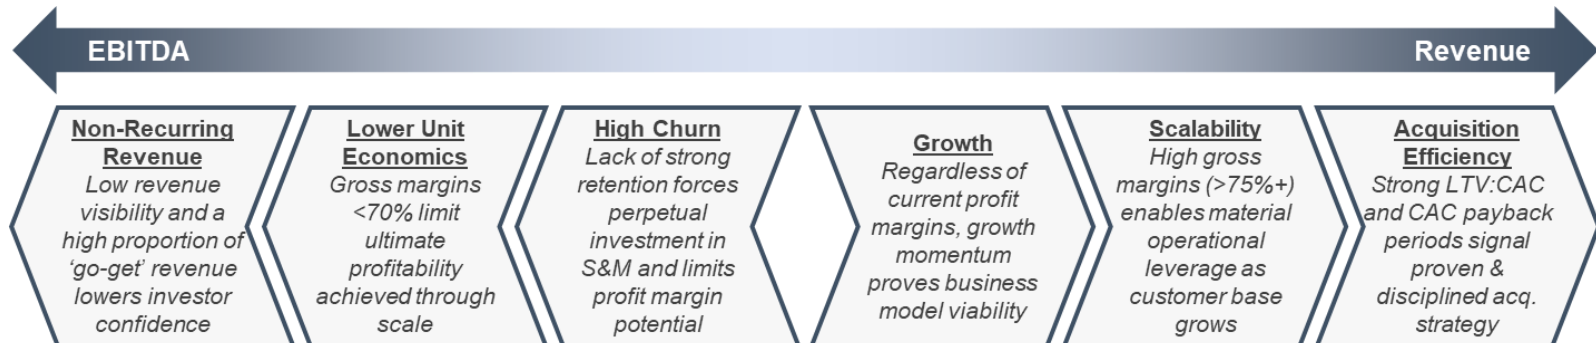 EBITDA
Revenue
Non-Recurring
Revenue
Low revenue
visibility and a
high proportion of
‘go-get’ revenue
lowers investor
confidence
Lower Unit
Economics
Gross margins
<70% limit
ultimate
profitability
achieved through
scale
High Churn
Lack of strong
retention forces
perpetual
investment in
S&M and limits
profit margin
potential
Growth
Regardless of
current profit
margins, growth
momentum
proves business
model viability
Scalability
High gross
margins (>75%+)
enables material
operational
leverage as
customer base
grows
Acquisition
Efficiency
Strong LTV:CAC
and CAC payback
periods signal
proven &
disciplined acq.
strategy